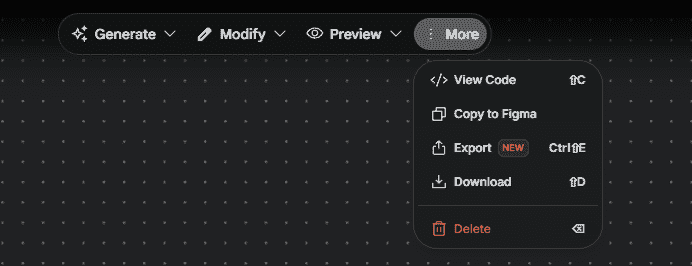 Generate Modify Preview More
View Code ⇧C
Copy to Figma
Export NEW Ctrl⇧E
Download ⇧D
Delete ⌫